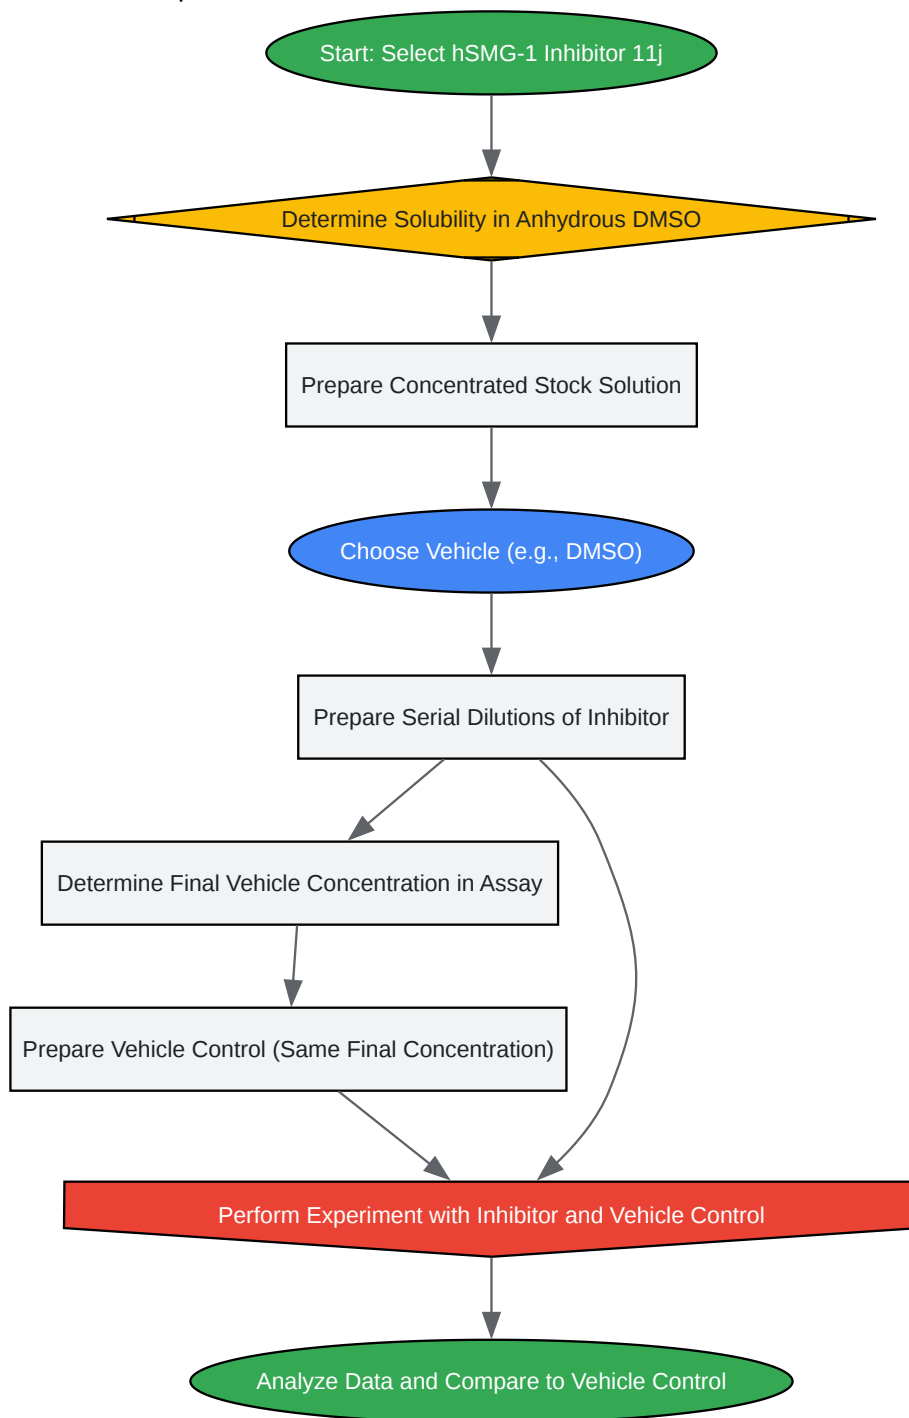 Start: Select hSMG-1 Inhibitor 11j
Determine Solubility in Anhydrous DMSO
Prepare Concentrated Stock Solution
Choose Vehicle (e.g., DMSO)
Prepare Serial Dilutions of Inhibitor
Determine Final Vehicle Concentration in Assay
Prepare Vehicle Control (Same Final Concentration)
Perform Experiment with Inhibitor and Vehicle Control
Analyze Data and Compare to Vehicle Control